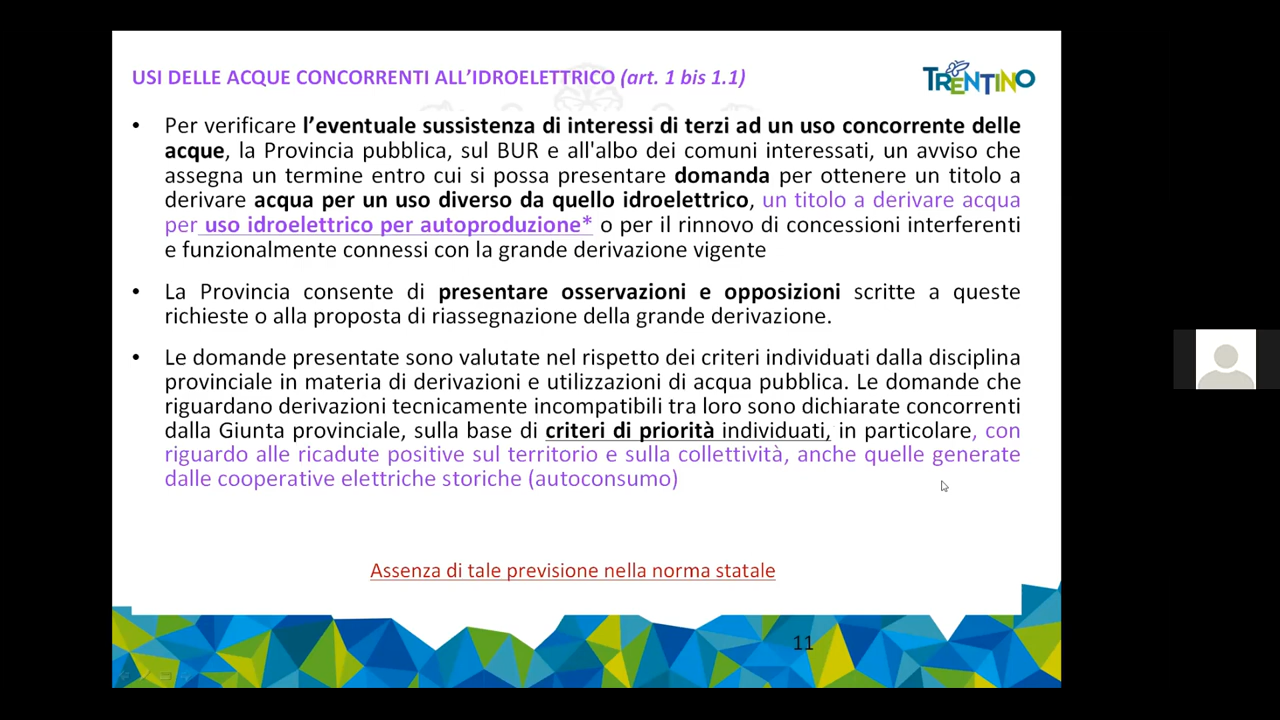 USI DELLE ACQUE CONCORRENTI ALL'IDROELETTRICO (art. 1 bis 1.1)
TRENTINO
• Per verificare l'eventuale sussistenza di interessi di terzi ad un uso concorrente delle
acque, la Provincia pubblica, sul BUR e all'albo dei comuni interessati, un avviso che
assegna un termine entro cui si possa presentare domanda per ottenere un titolo a
derivare acqua per un uso diverso da quello idroelettrico, un titolo a derivare acqua
per uso idroelettrico per autoproduzione* o per il rinnovo di concessioni interferenti
e funzionalmente connessi con la grande derivazione vigente
• La Provincia consente di presentare osservazioni e opposizioni scritte a queste
richieste o alla proposta di riassegnazione della grande derivazione.
• Le domande presentate sono valutate nel rispetto dei criteri individuati dalla disciplina
provinciale in materia di derivazioni e utilizzazioni di acqua pubblica. Le domande che
riguardano derivazioni tecnicamente incompatibili tra loro sono dichiarate concorrenti
dalla Giunta provinciale, sulla base di criteri di priorità individuati, in particolare, con
riguardo alle ricadute positive sul territorio e sulla collettività, anche quelle generate
dalle cooperative elettriche storiche (autoconsumo)
Assenza di tale previsione nella norma statale
11